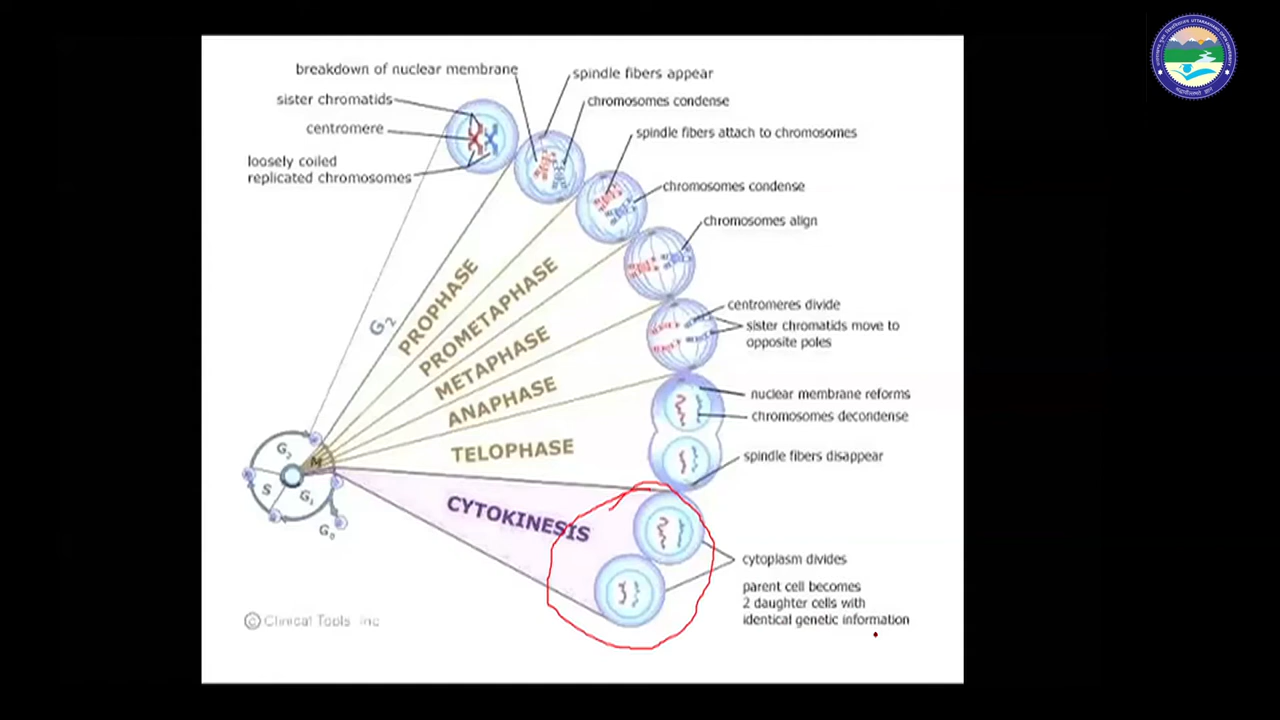 breakdown of nuclear membrane
spindle fibers appear
sister chromatids
chromosomes condense
centromere
spindle fibers attach to chromosomes
loosely coiled
replicated chromosomes
chromosomes condense
chromosomes align
G2
PROPHASE
PROMETAPHASE
METAPHASE
ANAPHASE
TELOPHASE
CYTOKINESIS
centromeres divide
sister chromatids move to
opposite poles
nuclear membrane reforms
chromosomes decondense
spindle fibers disappear
G2
M
S
G1
G0
cytoplasm divides
parent cell becomes
2 daughter cells with
identical genetic information
© Clinical Tools, Inc